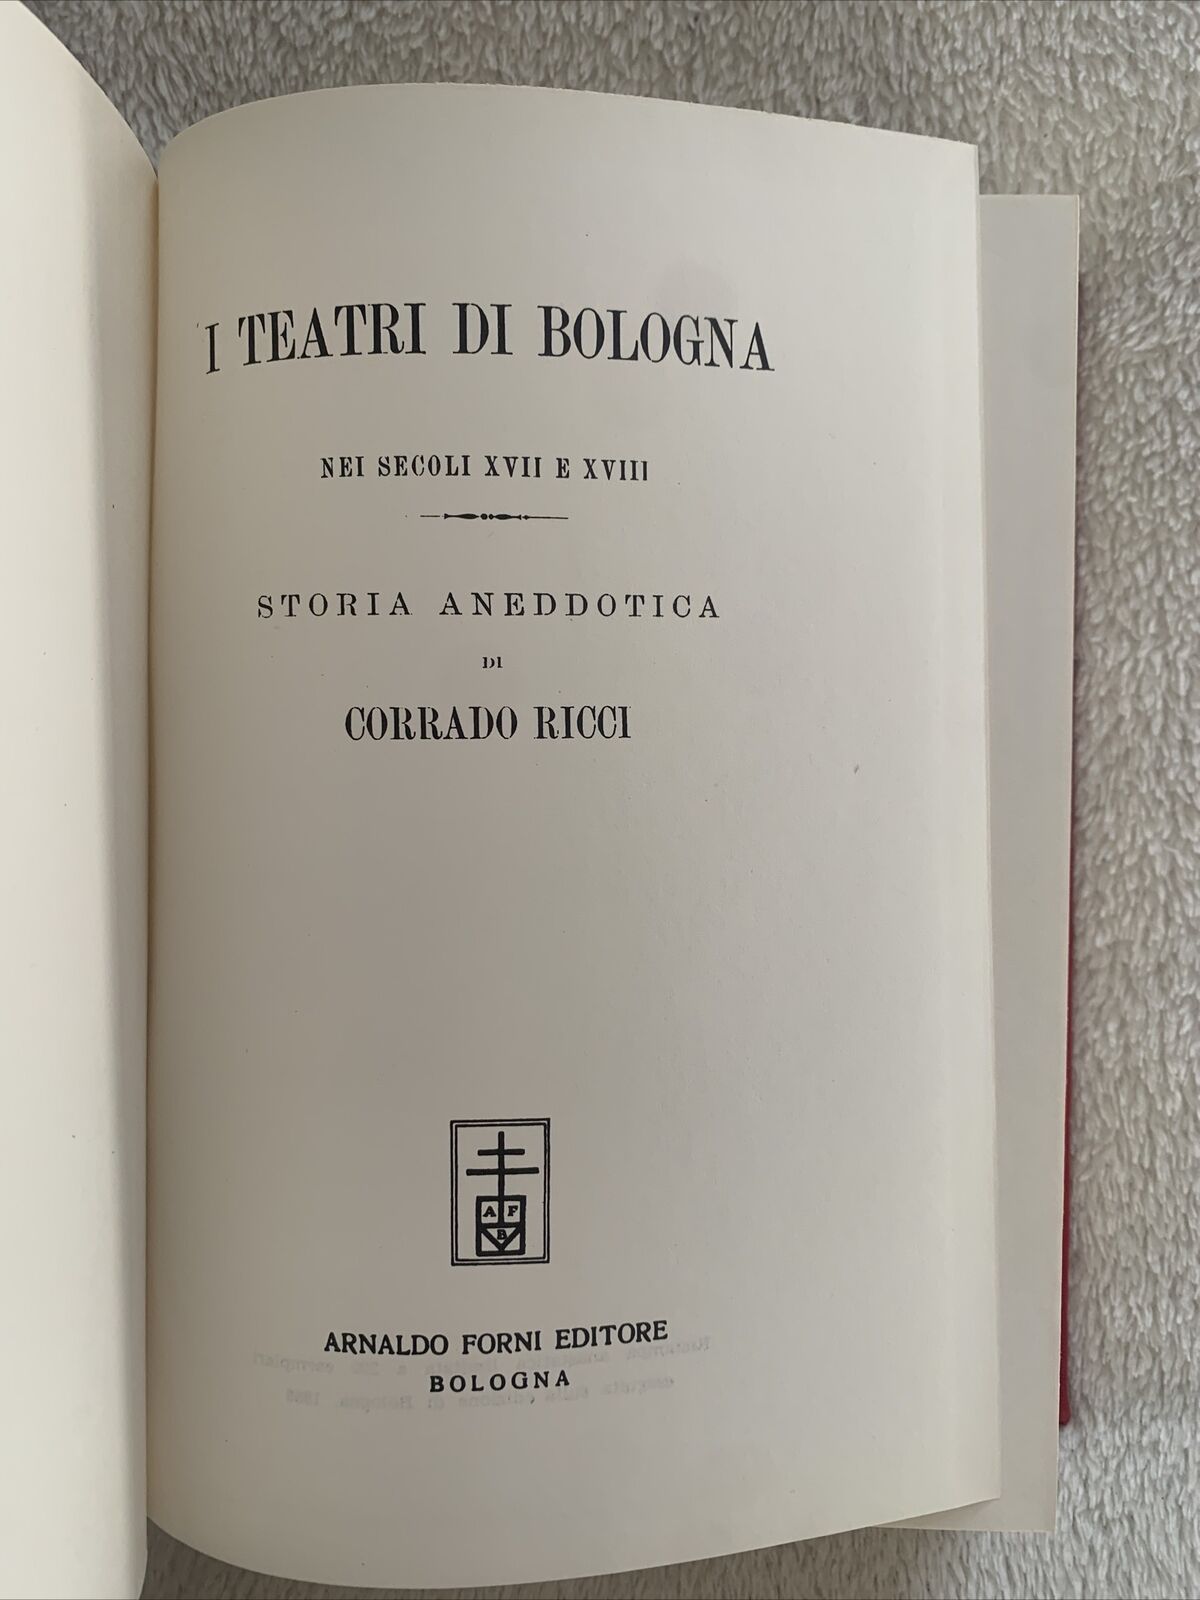 I TEATRI DI BOLOGNA
NEI SECOLI XVII E XVIII
STORIA ANEDDOTICA
DI
CORRADO RICCI
A F
B
ARNALDO FORNI EDITORE
BOLOGNA